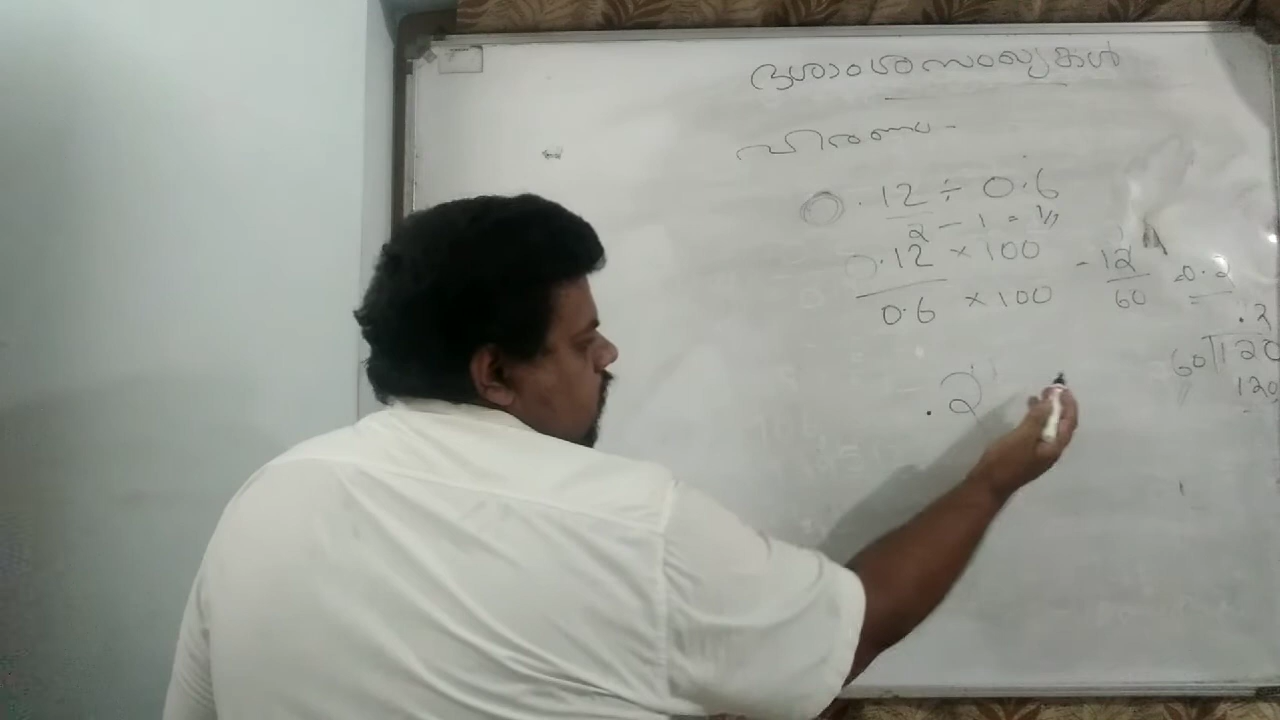 ദശാംശസംഖ്യകൾ
ഹരണം -
0.12 ÷ 0.6
2 - 1 = 1/1
0.12 × 100
0.6 × 100
- 12
60
= 0.2
.2
60 120
120
.2